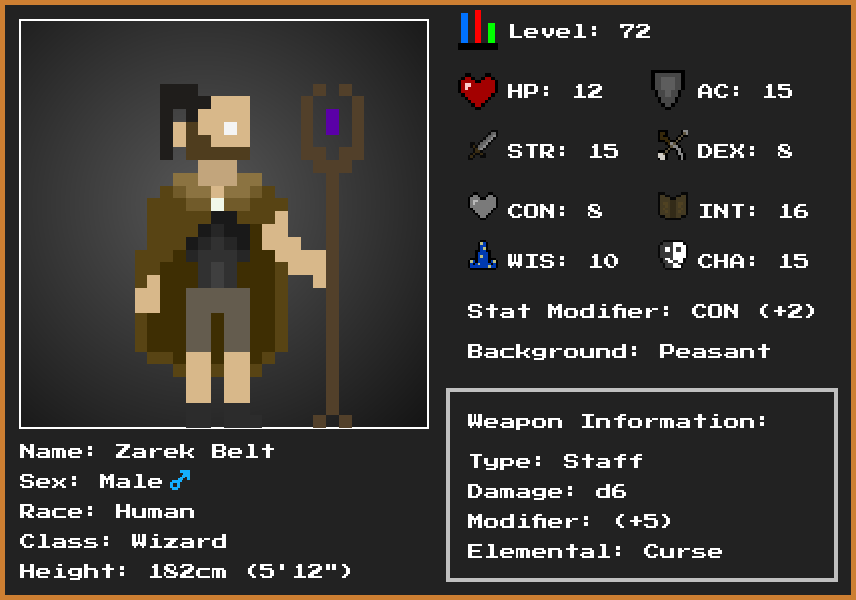 Level: 72
HP: 12 AC: 15
STR: 15 DEX: 8
CON: 8 INT: 16
WIS: 10 CHA: 15
Stat Modifier: CON (+2)
Background: Peasant
Weapon Information:
Type: Staff
Damage: d6
Modifier: (+5)
Elemental: Curse
Name: Zarek Belt
Sex: Male♂
Race: Human
Class: Wizard
Height: 182cm (5'12")